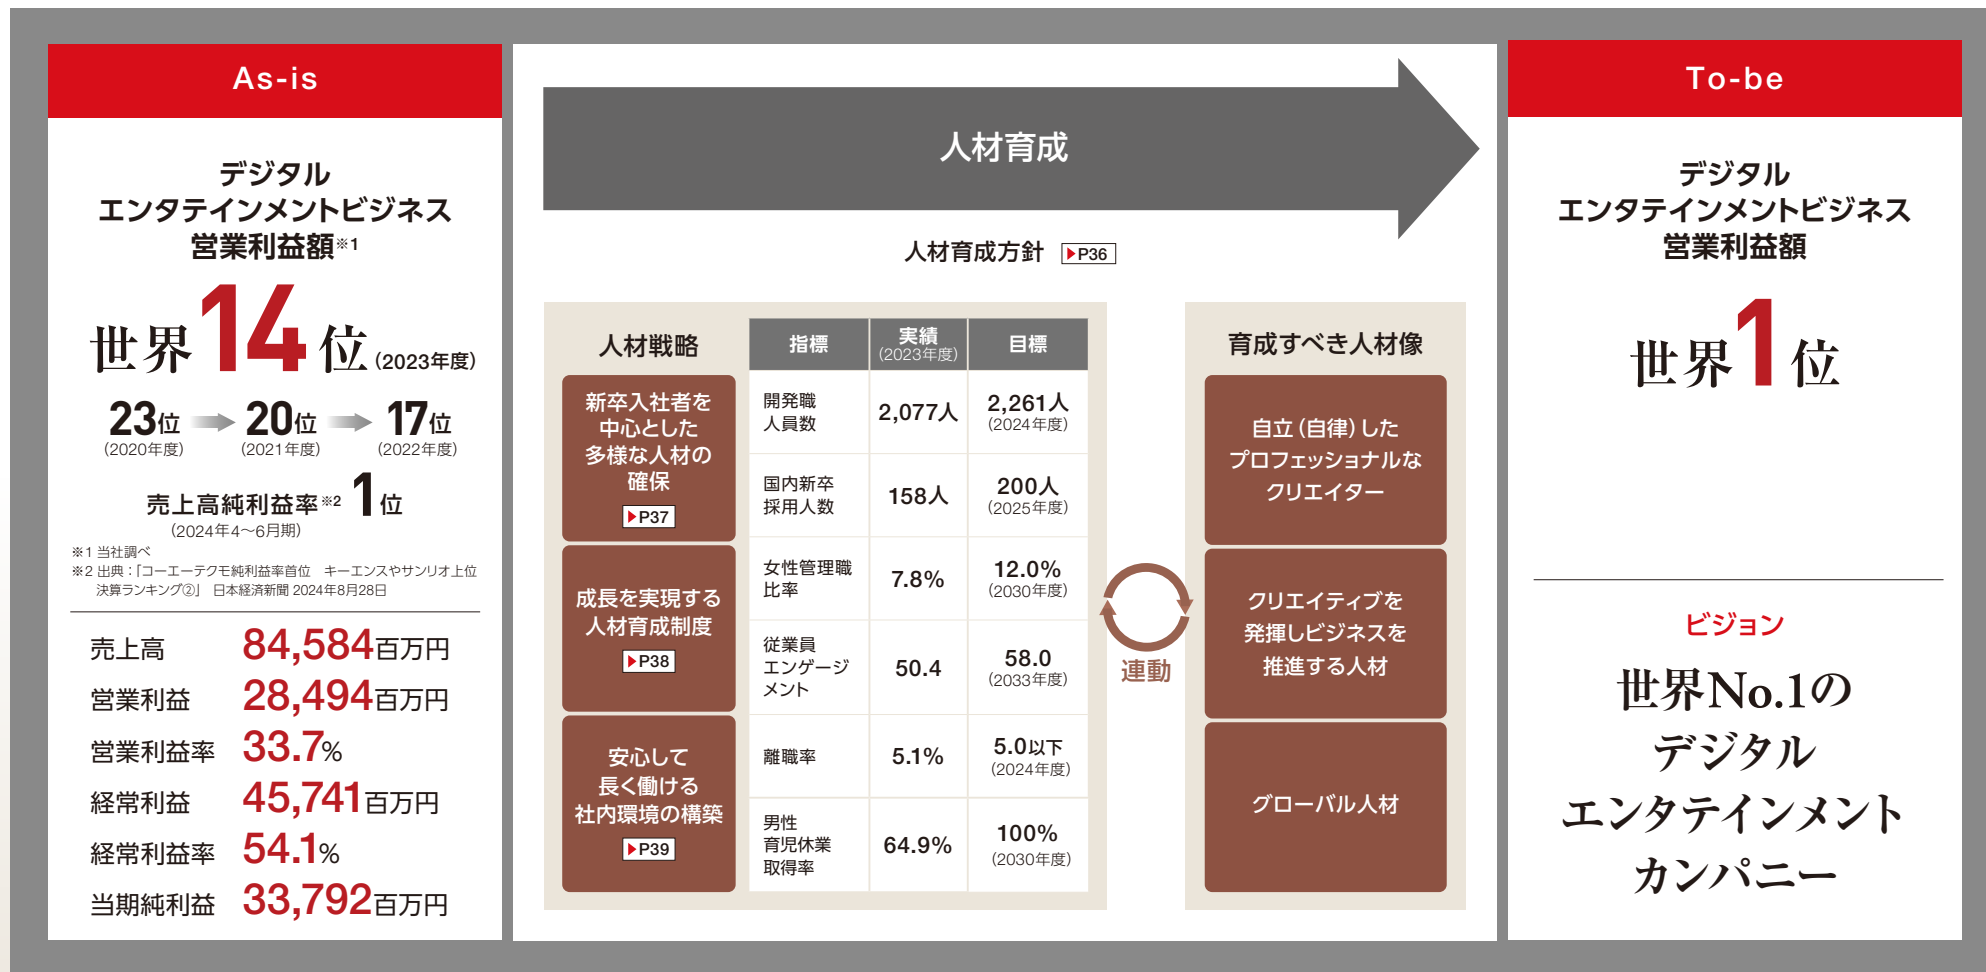 As-is
デジタル
エンタテインメントビジネス
営業利益額※1
世界14位(2023年度)
23位 20位 17位
(2020年度) (2021年度) (2022年度)
売上高純利益率※2 1位
(2024年4〜6月期)
※1 当社調べ
※2 出典：「コーエーテクモ純利益率首位　キーエンスやサンリオ上位
決算ランキング②」 日本経済新聞 2024年8月28日
売上高 84,584百万円
営業利益 28,494百万円
営業利益率 33.7%
経常利益 45,741百万円
経常利益率 54.1%
当期純利益 33,792百万円
人材育成
人材育成方針 ▶P36
人材戦略
新卒入社者を
中心とした
多様な人材の
確保
▶P37
成長を実現する
人材育成制度
▶P38
安心して
長く働ける
社内環境の構築
▶P39
指標 実績 目標
(2023年度)
開発職 2,077人 2,261人
人員数 (2024年度)
国内新卒 158人 200人
採用人数 (2025年度)
女性管理職 7.8% 12.0%
比率 (2030年度)
従業員
エンゲージ 50.4 58.0
メント (2033年度)
離職率 5.1% 5.0以下
(2024年度)
男性
育児休業 64.9% 100%
取得率 (2030年度)
連動
育成すべき人材像
自立(自律)した
プロフェッショナルな
クリエイター
クリエイティブを
発揮しビジネスを
推進する人材
グローバル人材
To-be
デジタル
エンタテインメントビジネス
営業利益額
世界1位
ビジョン
世界No.1の
デジタル
エンタテインメント
カンパニー